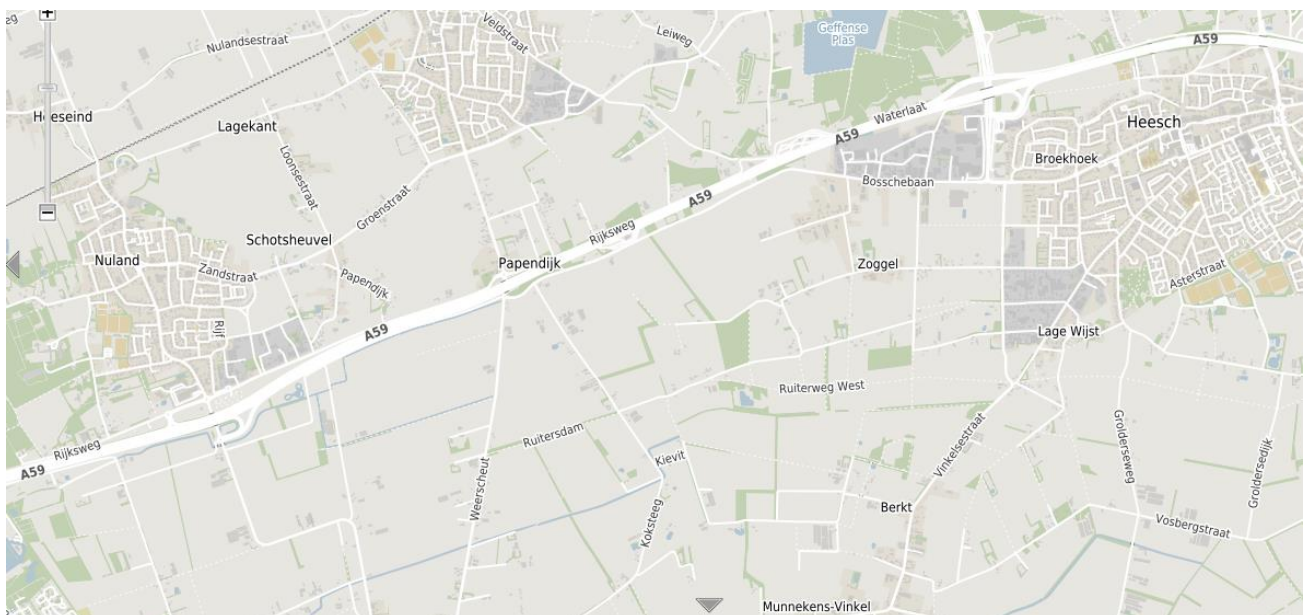 Nulandsestraat
Veldstraat
Leiweg
Geffense
Plas
A59
Heeseind
Lagekant
Waterlaat
Heesch
A59
Loonsestraat
Broekhoek
Bosschebaan
A59
Groenstraat
Rijksweg
Schotsheuvel
Nuland
Zandstraat
Papendijk
Papendijk
Zoggel
Asterstraat
Rijf
A59
Lage Wijst
Ruiterweg West
Ruitersdam
Vinkelsestraat
Grolderseweg
Groldersedijk
Rijksweg
A59
Kievit
Weerscheut
Koksteeg
Berkt
Vosbergstraat
Munnekens-Vinkel